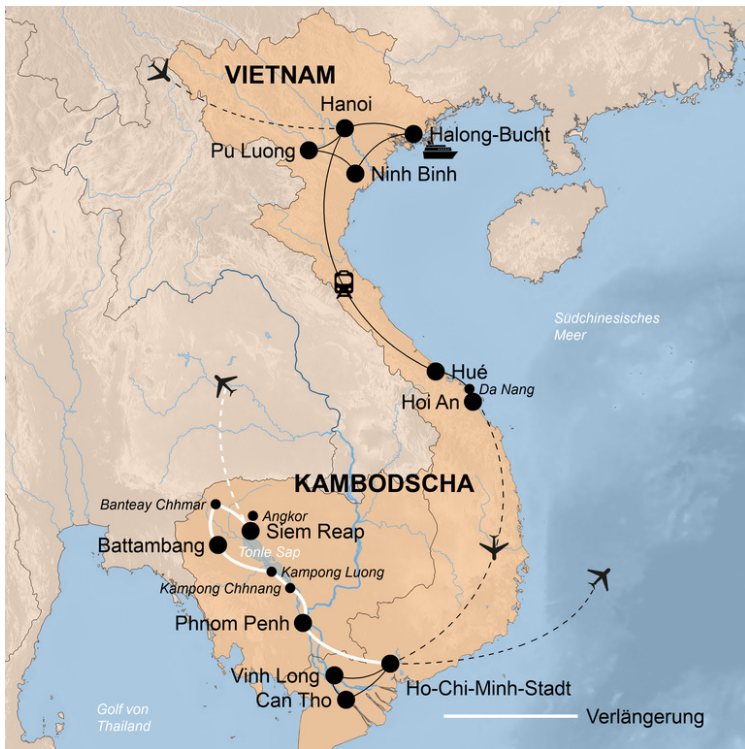 VIETNAM
Hanoi
Halong-Bucht
Pu Luong
Ninh Binh
Südchinesisches
Meer
Hué
Da Nang
Hoi An
KAMBODSCHA
Banteay Chhmar
Angkor
Siem Reap
Battambang
Tonle Sap
Kampong Luong
Kampong Chhnang
Phnom Penh
Vinh Long
Ho-Chi-Minh-Stadt
Can Tho
Golf von
Thailand
Verlängerung